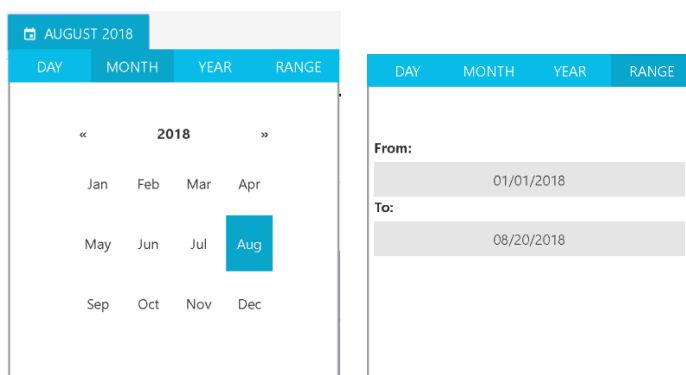 AUGUST 2018
DAY MONTH YEAR RANGE
« 2018 »
Jan Feb Mar Apr
May Jun Jul Aug
Sep Oct Nov Dec
DAY MONTH YEAR RANGE
From:
01/01/2018
To:
08/20/2018